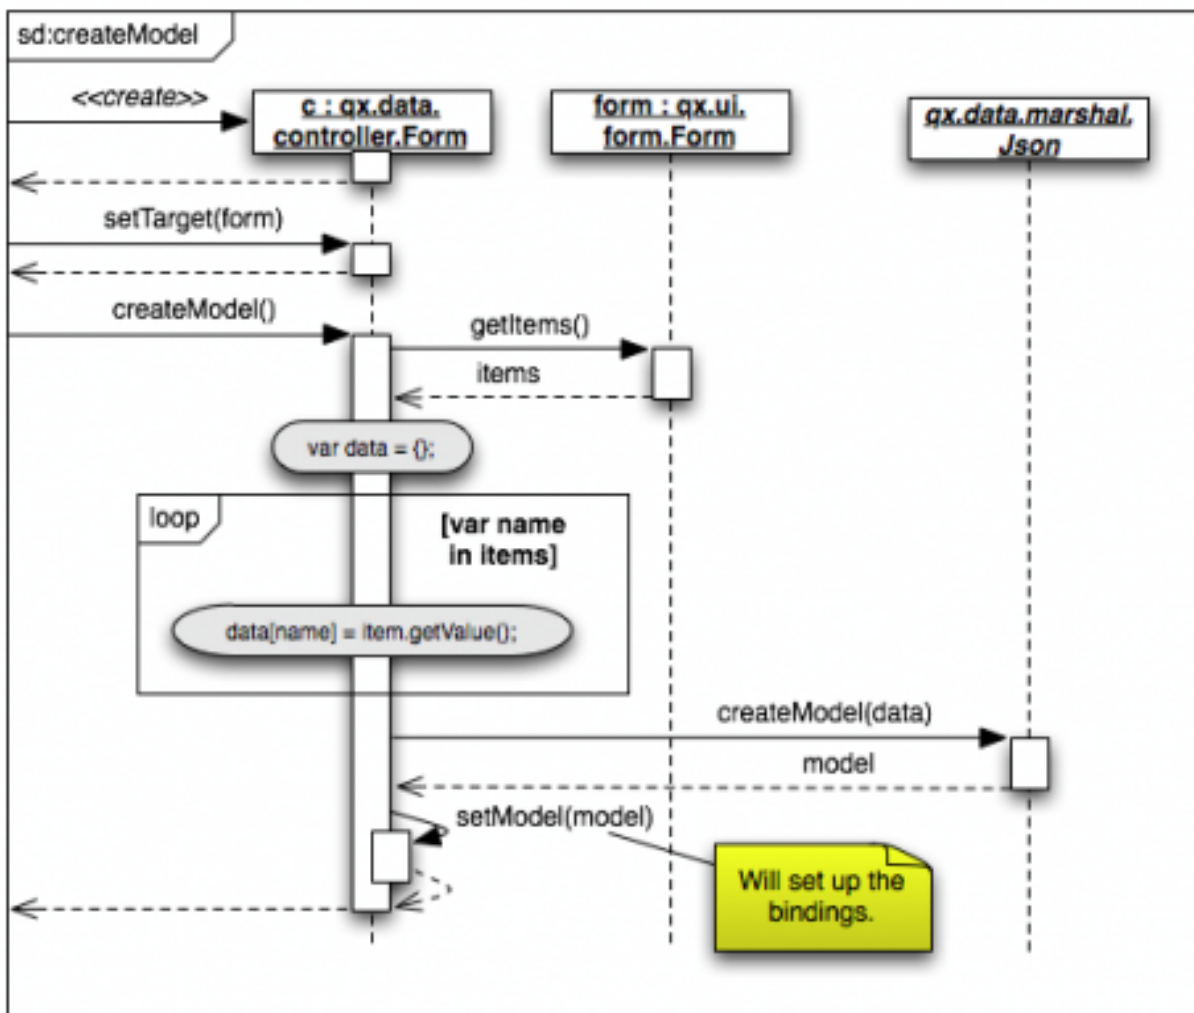 sd:createModel
<<create>>
c : qx.data.
controller.Form
form : qx.ui.
form.Form
qx.data.marshal.
Json
setTarget(form)
createModel()
getItems()
items
var data = {};
loop
[var name
in items]
data[name] = item.getValue();
createModel(data)
model
setModel(model)
Will set up the
bindings.